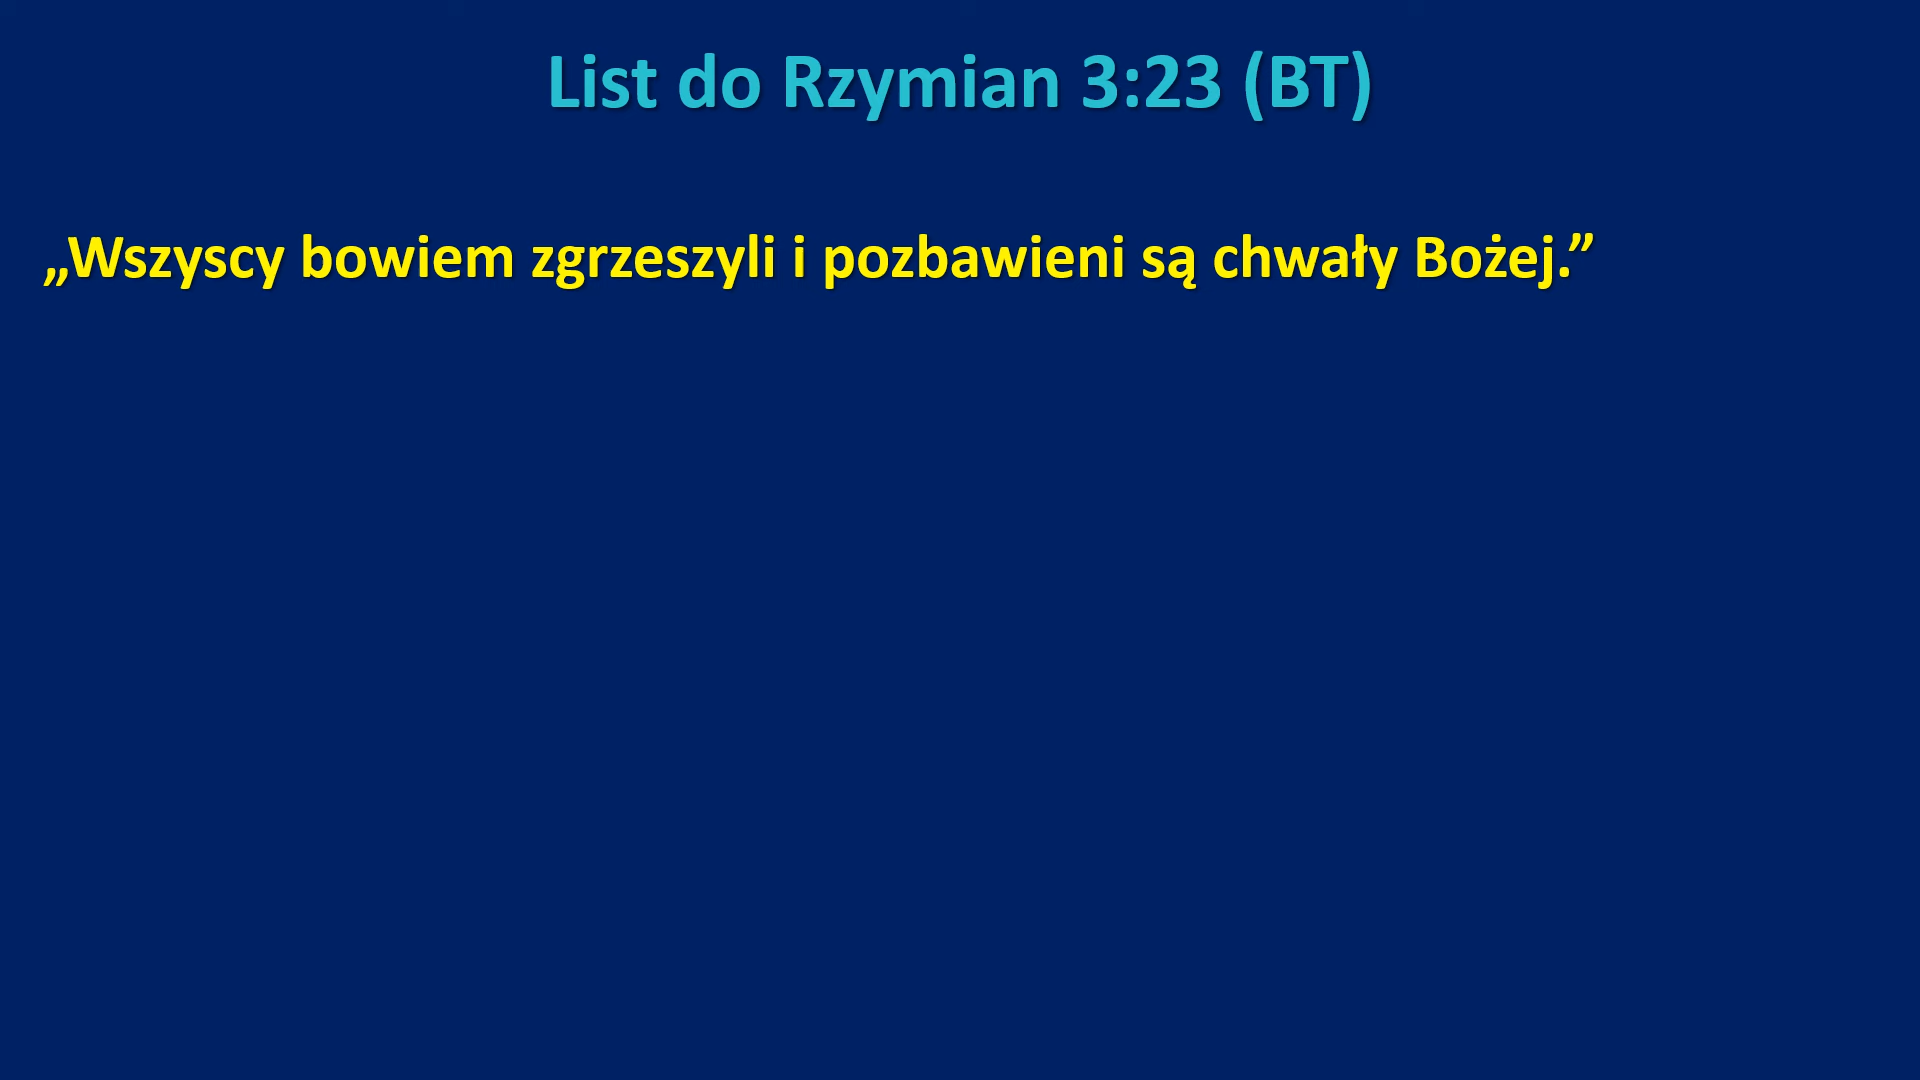 List do Rzymian 3:23 (BT)
„Wszyscy bowiem zgrzeszyli i pozbawieni są chwały Bożej.”